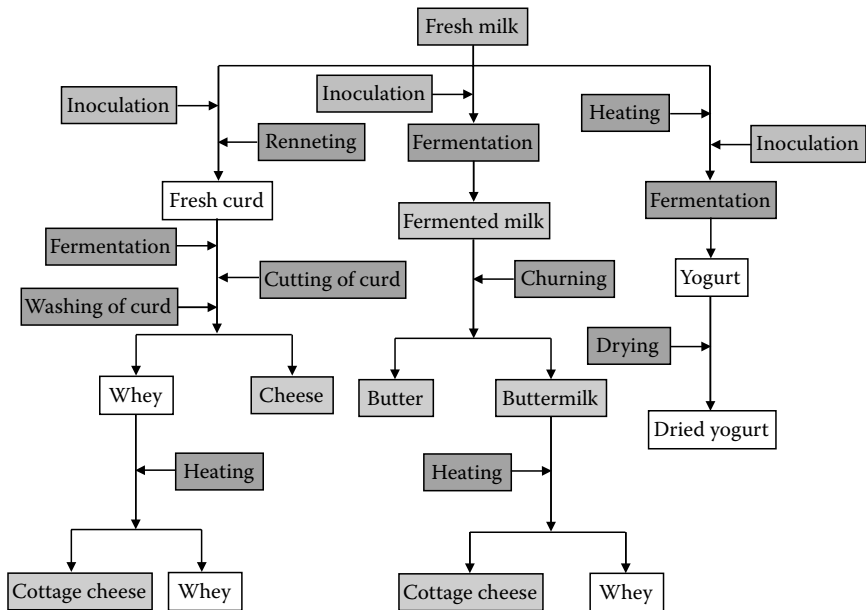 Fresh milk
Inoculation
Inoculation
Heating
Renneting
Fermentation
Inoculation
Fresh curd
Fermented milk
Fermentation
Fermentation
Cutting of curd
Churning
Yogurt
Washing of curd
Drying
Whey
Cheese
Butter
Buttermilk
Dried yogurt
Heating
Heating
Cottage cheese
Whey
Cottage cheese
Whey